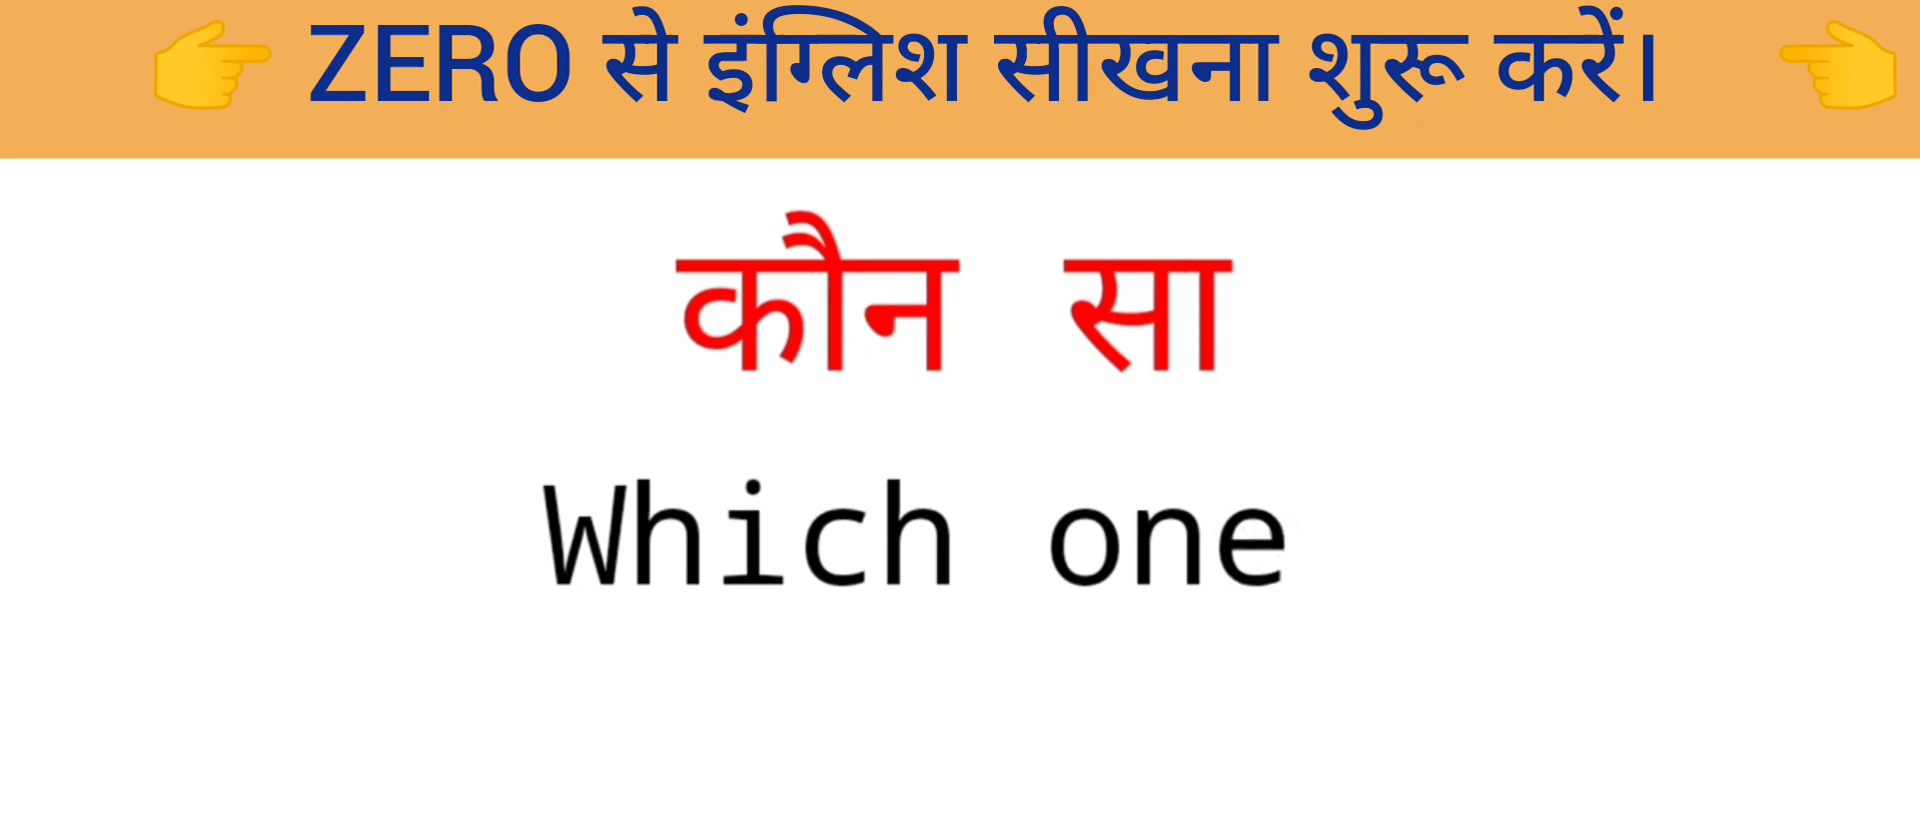 👉 ZERO से इंग्लिश सीखना शुरू करें। 👈
कौन सा
Which one